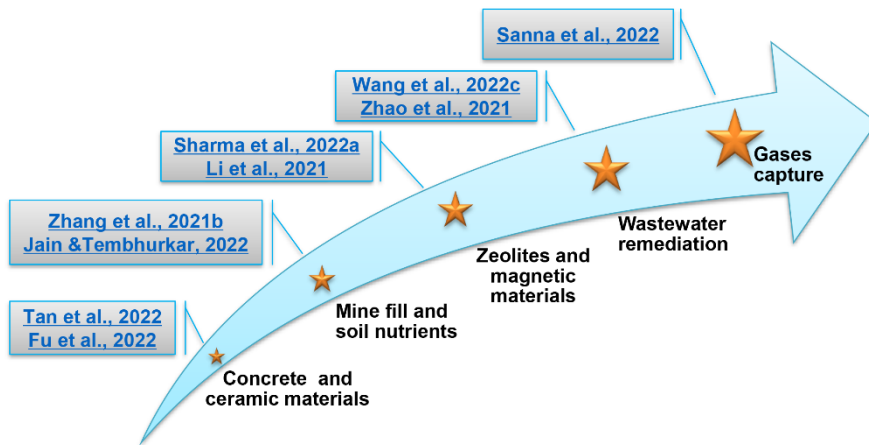 Sanna et al., 2022
Wang et al., 2022c
Zhao et al., 2021
Sharma et al., 2022a
Li et al., 2021
Zhang et al., 2021b
Jain &Tembhurkar, 2022
Tan et al., 2022
Fu et al., 2022
Gases
capture
Wastewater
remediation
Zeolites and
magnetic
materials
Mine fill and
soil nutrients
Concrete and
ceramic materials